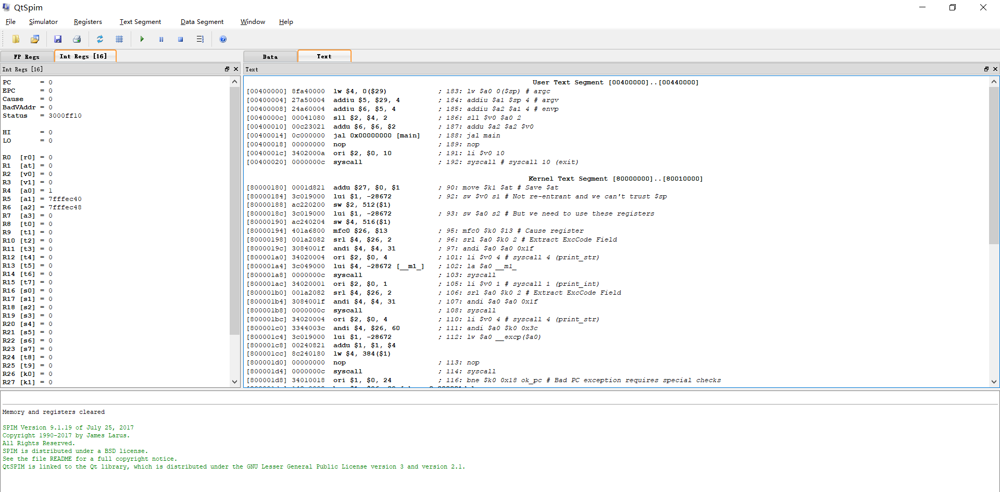 QtSpim
File Simulator Registers Text Segment Data Segment Window Help
FP Regs Int Regs [16] Data Text
Int Regs [16]
PC = 0
EPC = 0
Cause = 0
BadVAddr = 0
Status = 3000ff10
HI = 0
LO = 0
R0 [r0] = 0
R1 [at] = 0
R2 [v0] = 0
R3 [v1] = 0
R4 [a0] = 1
R5 [a1] = 7fffec40
R6 [a2] = 7fffec48
R7 [a3] = 0
R8 [t0] = 0
R9 [t1] = 0
R10 [t2] = 0
R11 [t3] = 0
R12 [t4] = 0
R13 [t5] = 0
R14 [t6] = 0
R15 [t7] = 0
R16 [s0] = 0
R17 [s1] = 0
R18 [s2] = 0
R19 [s3] = 0
R20 [s4] = 0
R21 [s5] = 0
R22 [s6] = 0
R23 [s7] = 0
R24 [t8] = 0
R25 [t9] = 0
R26 [k0] = 0
R27 [k1] = 0
Text
User Text Segment [00400000]..[00440000]
[00400000] 8fa40000 lw $4, 0($29) ; 183: lw $a0 0($sp) # argc
[00400004] 27a50004 addiu $5, $29, 4 ; 184: addiu $a1 $sp 4 # argv
[00400008] 24a60004 addiu $6, $5, 4 ; 185: addiu $a2 $a1 4 # envp
[0040000c] 00041080 sll $2, $4, 2 ; 186: sll $v0 $a0 2
[00400010] 00c23021 addu $6, $6, $2 ; 187: addu $a2 $a2 $v0
[00400014] 0c000000 jal 0x00000000 [main] ; 188: jal main
[00400018] 00000000 nop ; 189: nop
[0040001c] 3402000a ori $2, $0, 10 ; 191: li $v0 10
[00400020] 0000000c syscall ; 192: syscall # syscall 10 (exit)
Kernel Text Segment [80000000]..[80010000]
[80000180] 0001d821 addu $27, $0, $1 ; 90: move $k1 $at # Save $at
[80000184] 3c019000 lui $1, -28672 ; 92: sw $v0 s1 # Not re-entrant and we can't trust $sp
[80000188] ac220200 sw $2, 512($1)
[8000018c] 3c019000 lui $1, -28672 ; 93: sw $a0 s2 # But we need to use these registers
[80000190] ac240204 sw $4, 516($1)
[80000194] 401a6800 mfc0 $26, $13 ; 95: mfc0 $k0 $13 # Cause register
[80000198] 001a2082 srl $4, $26, 2 ; 96: srl $a0 $k0 2 # Extract ExcCode Field
[8000019c] 3084001f andi $4, $4, 31 ; 97: andi $a0 $a0 0x1f
[800001a0] 34020004 ori $2, $0, 4 ; 101: li $v0 4 # syscall 4 (print_str)
[800001a4] 3c049000 lui $4, -28672 [__m1_] ; 102: la $a0 __m1_
[800001a8] 0000000c syscall ; 103: syscall
[800001ac] 34020001 ori $2, $0, 1 ; 105: li $v0 1 # syscall 1 (print_int)
[800001b0] 001a2082 srl $4, $26, 2 ; 106: srl $a0 $k0 2 # Extract ExcCode Field
[800001b4] 3084001f andi $4, $4, 31 ; 107: andi $a0 $a0 0x1f
[800001b8] 0000000c syscall ; 108: syscall
[800001bc] 34020004 ori $2, $0, 4 ; 110: li $v0 4 # syscall 4 (print_str)
[800001c0] 3344003c andi $4, $26, 60 ; 111: andi $a0 $k0 0x3c
[800001c4] 3c019000 lui $1, -28672 ; 112: lw $a0 __excp($a0)
[800001c8] 00240821 addu $1, $1, $4
[800001cc] 8c240180 lw $4, 384($1)
[800001d0] 00000000 nop ; 113: nop
[800001d4] 0000000c syscall ; 114: syscall
[800001d8] 34010018 ori $1, $0, 24 ; 116: bne $k0 0x18 ok_pc # Bad PC exception requires special checks
Memory and registers cleared
SPIM Version 9.1.19 of July 25, 2017
Copyright 1990-2017 by James Larus.
All Rights Reserved.
SPIM is distributed under a BSD license.
See the file README for a full copyright notice.
QtSPIM is linked to the Qt library, which is distributed under the GNU Lesser General Public License version 3 and version 2.1.